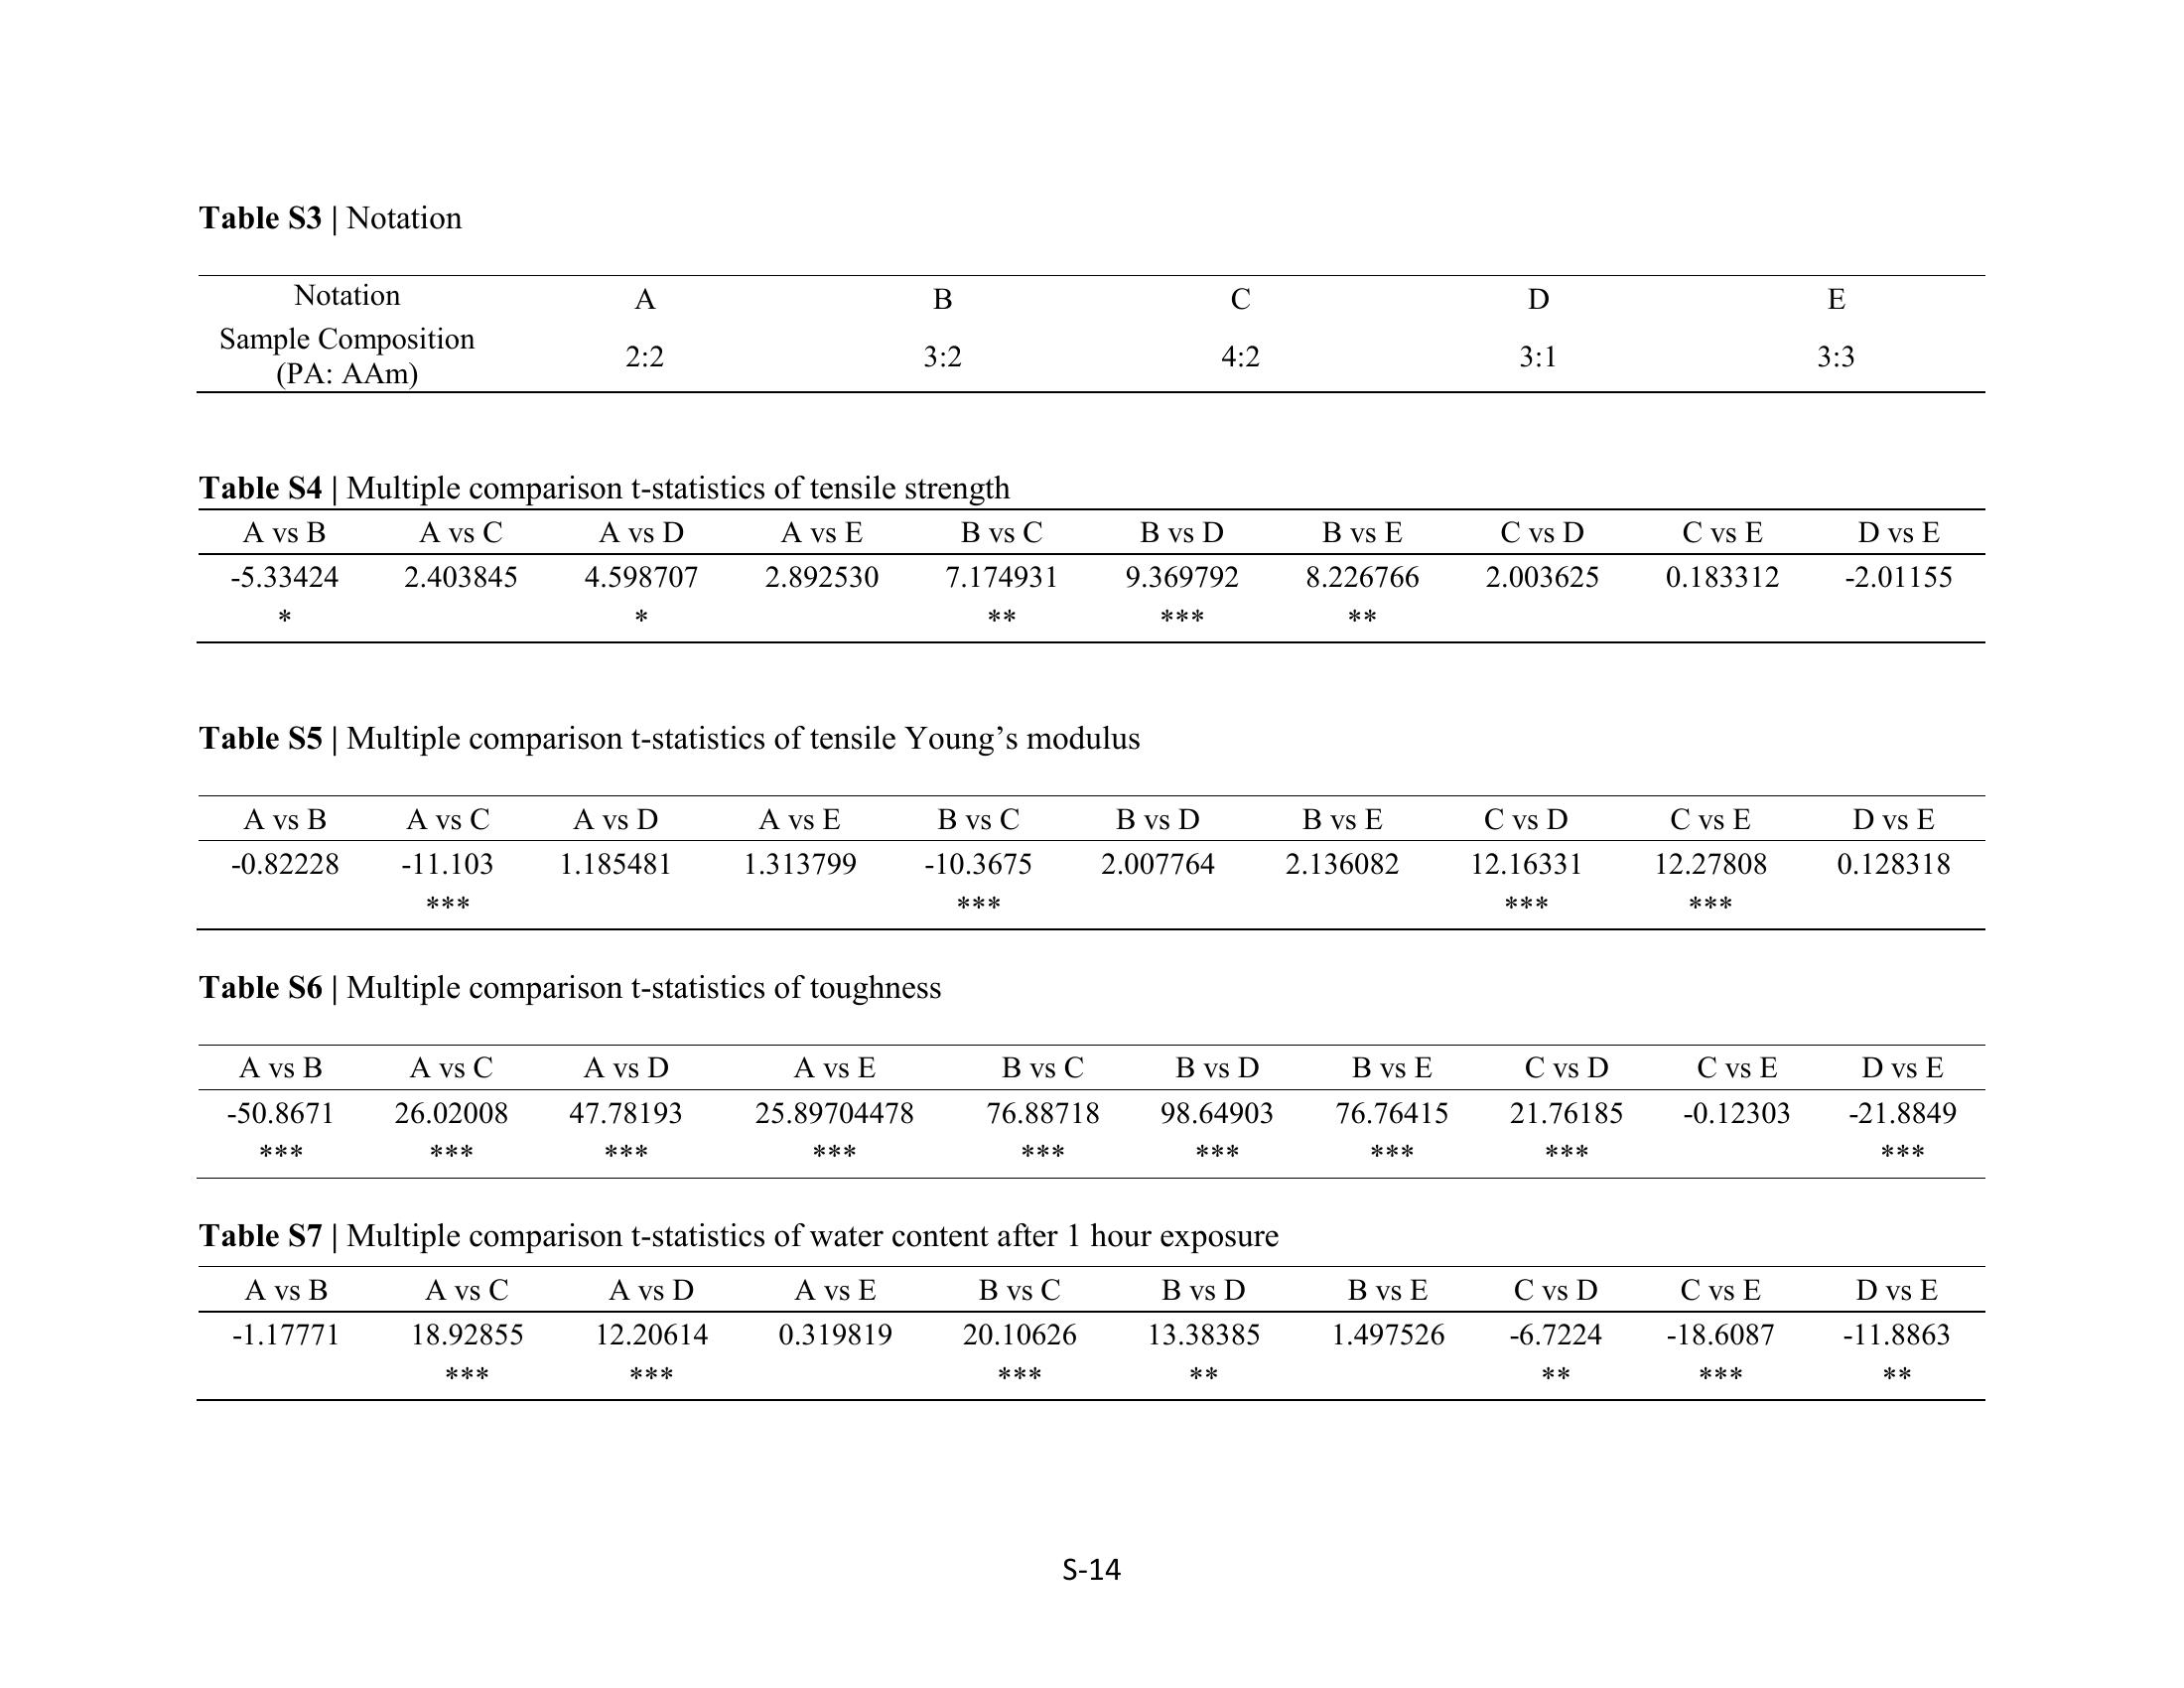 Table S3 | Notation
Notation A B C D E
Sample Composition
(PA: AAm) 2:2 3:2 4:2 3:1 3:3
Table S4 | Multiple comparison t-statistics of tensile strength
A vs B A vs C A vs D A vs E B vs C B vs D B vs E C vs D C vs E D vs E
-5.33424 2.403845 4.598707 2.892530 7.174931 9.369792 8.226766 2.003625 0.183312 -2.01155
* * ** *** **
Table S5 | Multiple comparison t-statistics of tensile Young’s modulus
A vs B A vs C A vs D A vs E B vs C B vs D B vs E C vs D C vs E D vs E
-0.82228 -11.103 1.185481 1.313799 -10.3675 2.007764 2.136082 12.16331 12.27808 0.128318
*** *** *** ***
Table S6 | Multiple comparison t-statistics of toughness
A vs B A vs C A vs D A vs E B vs C B vs D B vs E C vs D C vs E D vs E
-50.8671 26.02008 47.78193 25.89704478 76.88718 98.64903 76.76415 21.76185 -0.12303 -21.8849
*** *** *** *** *** *** *** *** ***
Table S7 | Multiple comparison t-statistics of water content after 1 hour exposure
A vs B A vs C A vs D A vs E B vs C B vs D B vs E C vs D C vs E D vs E
-1.17771 18.92855 12.20614 0.319819 20.10626 13.38385 1.497526 -6.7224 -18.6087 -11.8863
*** *** *** ** ** *** **
S-14